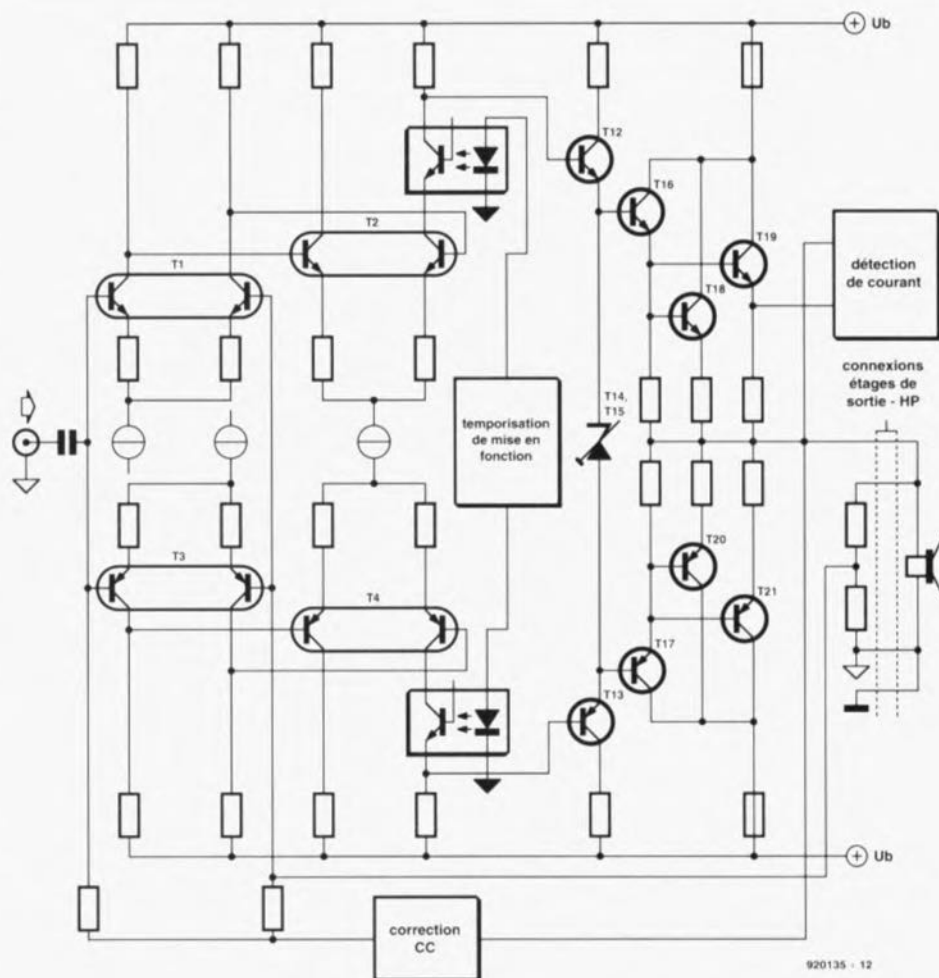 + Ub
T12
T16
T2
T19
T1
détection
de courant
T18
connexions
étages de
sortie - HP
T14,
T15
temporisation
de mise en
fonction
T20
T3
T21
T4
T17
T13
+ Ub
correction
CC
920135 - 12